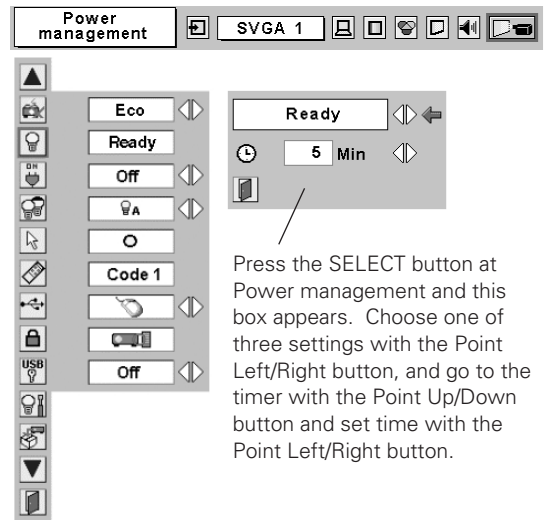 Power
management
SVGA 1
Eco
Ready
ON
Off
A
Code 1
USB
Off
Ready
5 Min
Press the SELECT button at
Power management and this
box appears. Choose one of
three settings with the Point
Left/Right button, and go to the
timer with the Point Up/Down
button and set time with the
Point Left/Right button.